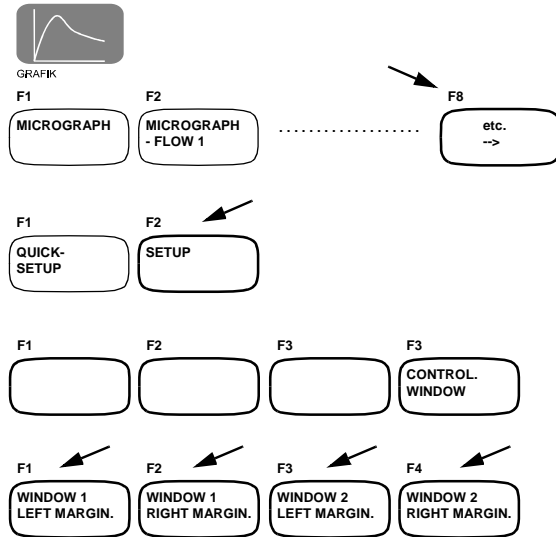 GRAFIK
F1 F2 F8
MICROGRAPH MICROGRAPH etc.
- FLOW 1 -->
F1 F2
QUICK- SETUP
SETUP
F1 F2 F3 F3
CONTROL.
WINDOW
F1 F2 F3 F4
WINDOW 1 WINDOW 1 WINDOW 2 WINDOW 2
LEFT MARGIN. RIGHT MARGIN. LEFT MARGIN. RIGHT MARGIN.